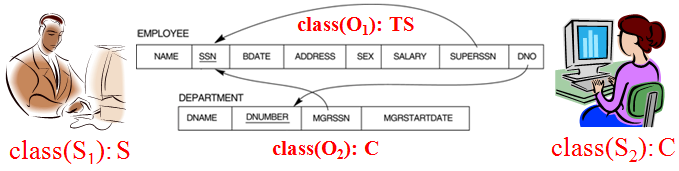 class(O₁): TS
EMPLOYEE
NAME SSN BDATE ADDRESS SEX SALARY SUPERSSN DNO
DEPARTMENT
DNAME DNUMBER MGRSSN MGRSTARTDATE
class(O₂): C
class(S₁): S
class(S₂): C